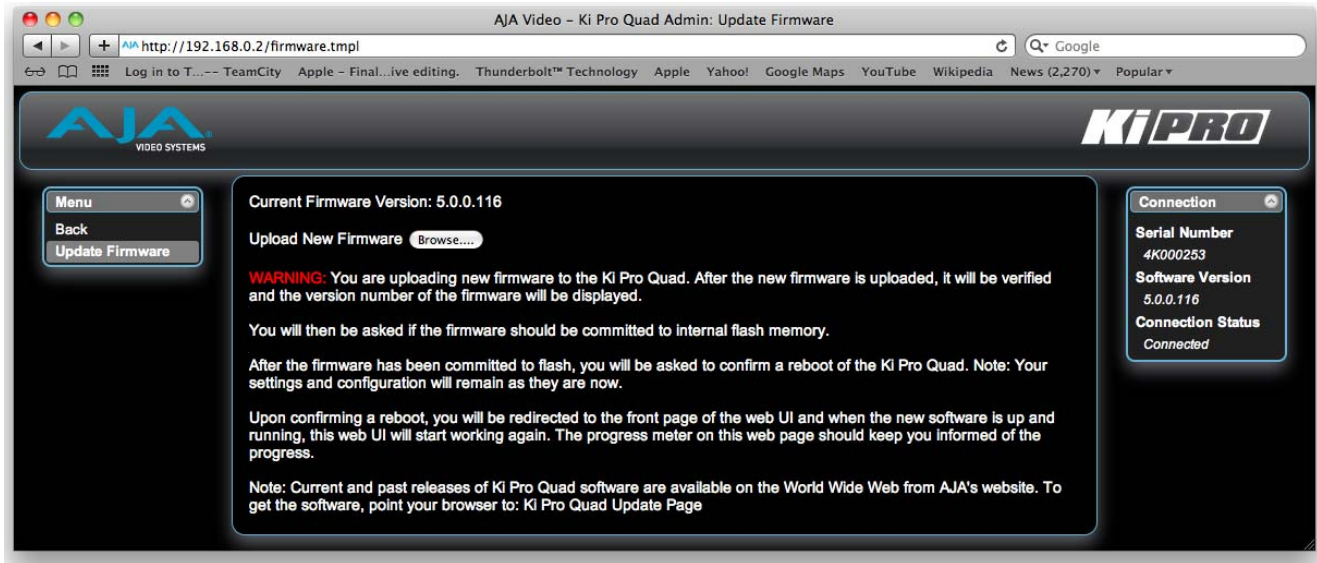 AJA Video – Ki Pro Quad Admin: Update Firmware
AJA http://192.168.0.2/firmware.tmpl
Google
Log in to T...-- TeamCity Apple – Final...ive editing. Thunderbolt™ Technology Apple Yahoo! Google Maps YouTube Wikipedia News (2,270) Popular
AJA
VIDEO SYSTEMS
Ki PRO
Menu
Back
Update Firmware
Current Firmware Version: 5.0.0.116
Upload New Firmware Browse....
WARNING: You are uploading new firmware to the Ki Pro Quad. After the new firmware is uploaded, it will be verified
and the version number of the firmware will be displayed.
You will then be asked if the firmware should be committed to internal flash memory.
After the firmware has been committed to flash, you will be asked to confirm a reboot of the Ki Pro Quad. Note: Your
settings and configuration will remain as they are now.
Upon confirming a reboot, you will be redirected to the front page of the web UI and when the new software is up and
running, this web UI will start working again. The progress meter on this web page should keep you informed of the
progress.
Note: Current and past releases of Ki Pro Quad software are available on the World Wide Web from AJA's website. To
get the software, point your browser to: Ki Pro Quad Update Page
Connection
Serial Number
4K000253
Software Version
5.0.0.116
Connection Status
Connected